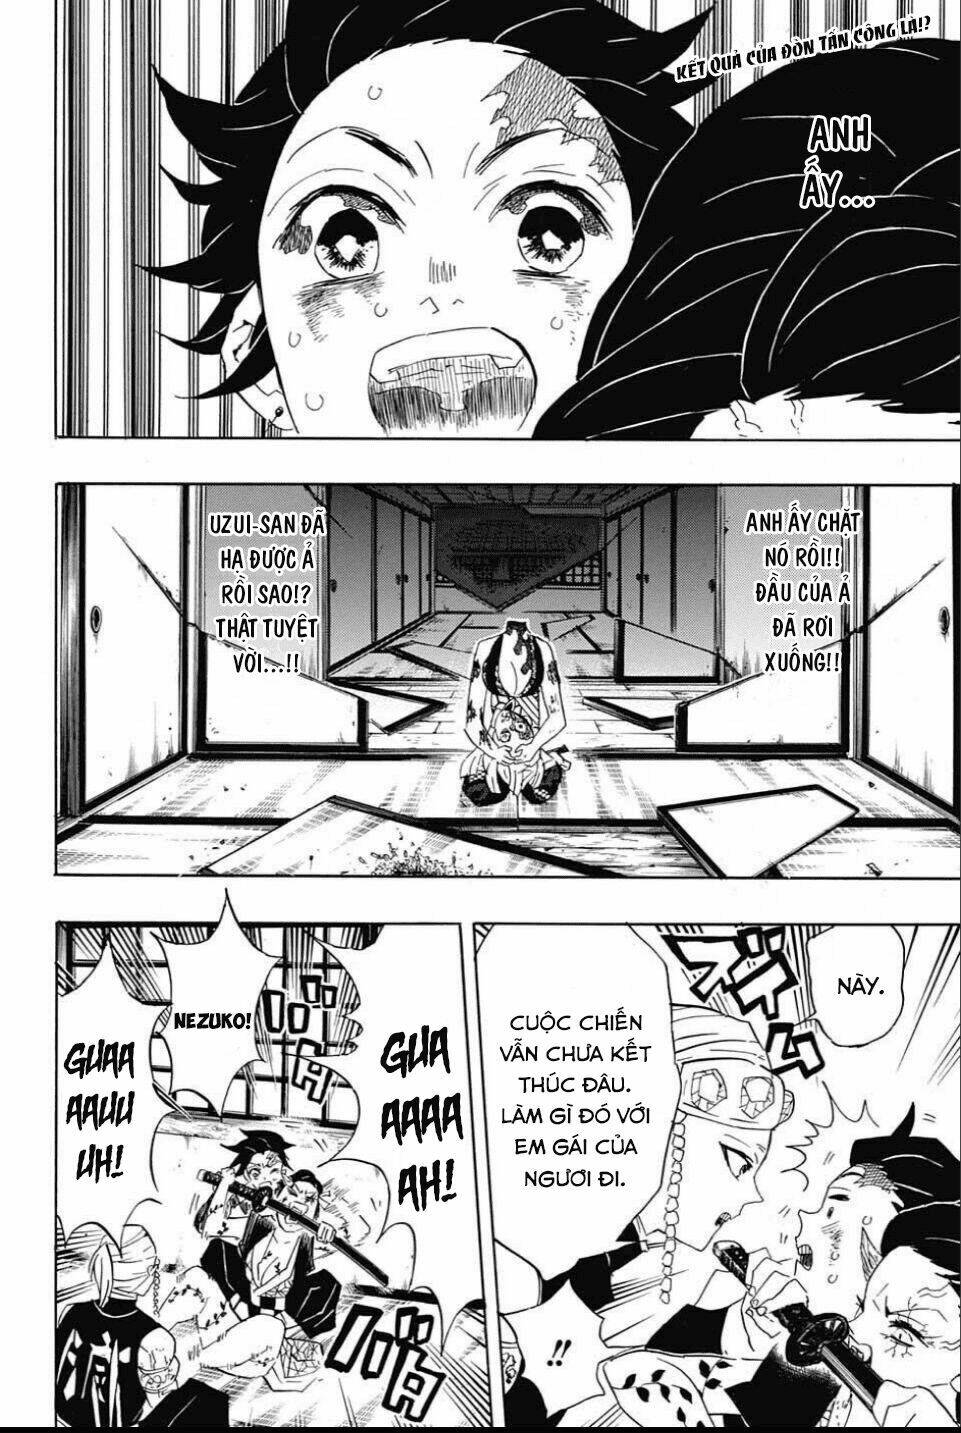 KẾT QUẢ CỦA ĐÒN TẤN CÔNG LÀ!?
ANH
ẤY...
ANH ẤY CHẶT
NÓ RỒI!!
ĐẦU CỦA Ả
ĐÃ RƠI
XUỐNG!!
UZUI-SAN ĐÃ
HẠ ĐƯỢC Ả
RỒI SAO!?
THẬT TUYỆT
VỜI...!!
NÀY.
CUỘC CHIẾN
VẪN CHƯA KẾT
THÚC ĐÂU.
LÀM GÌ ĐÓ VỚI
EM GÁI CỦA
NGƯƠI ĐI.
!!
GUA
AAAA
AH!
NEZUKO!
GUAA
AAUU
UH!